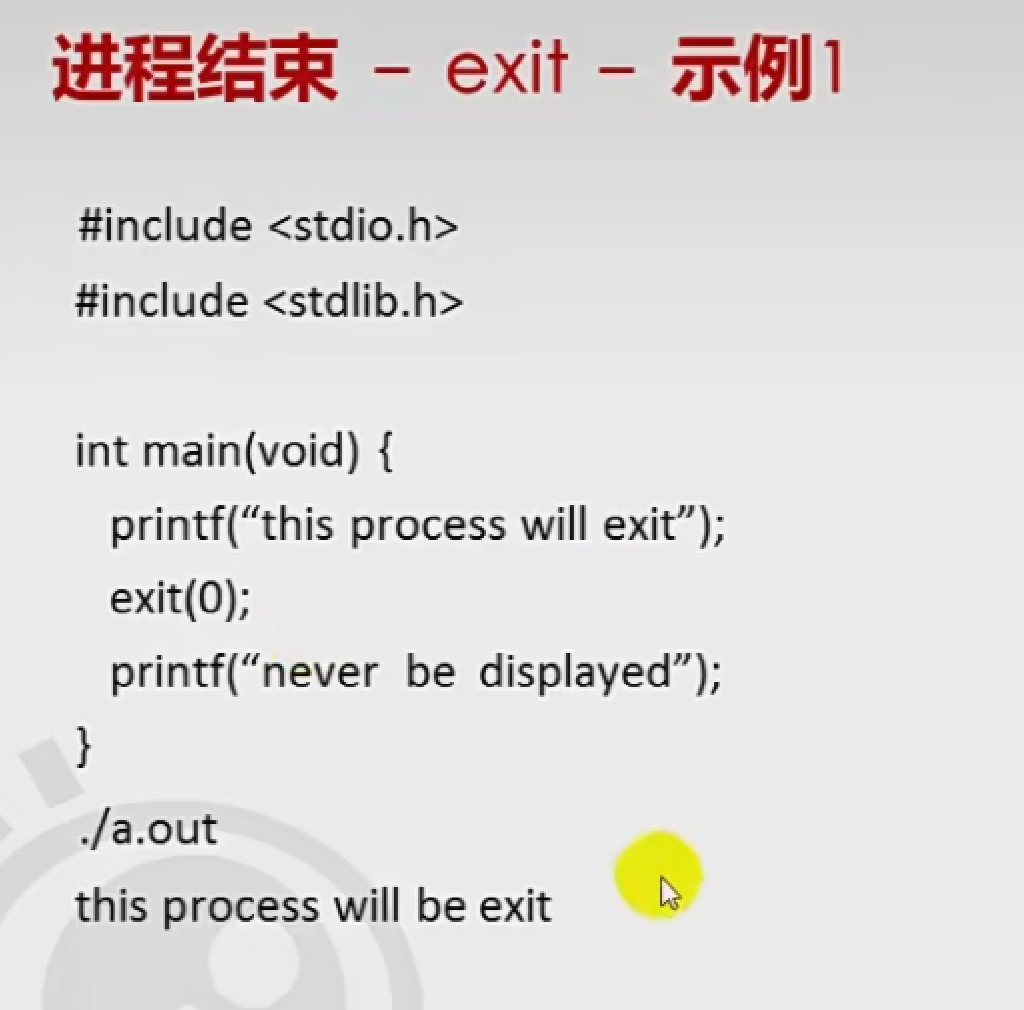 进程结束 – exit – 示例1
#include <stdio.h>
#include <stdlib.h>
int main(void) {
printf(“this process will exit”);
exit(0);
printf(“never be displayed”);
}
./a.out
this process will be exit